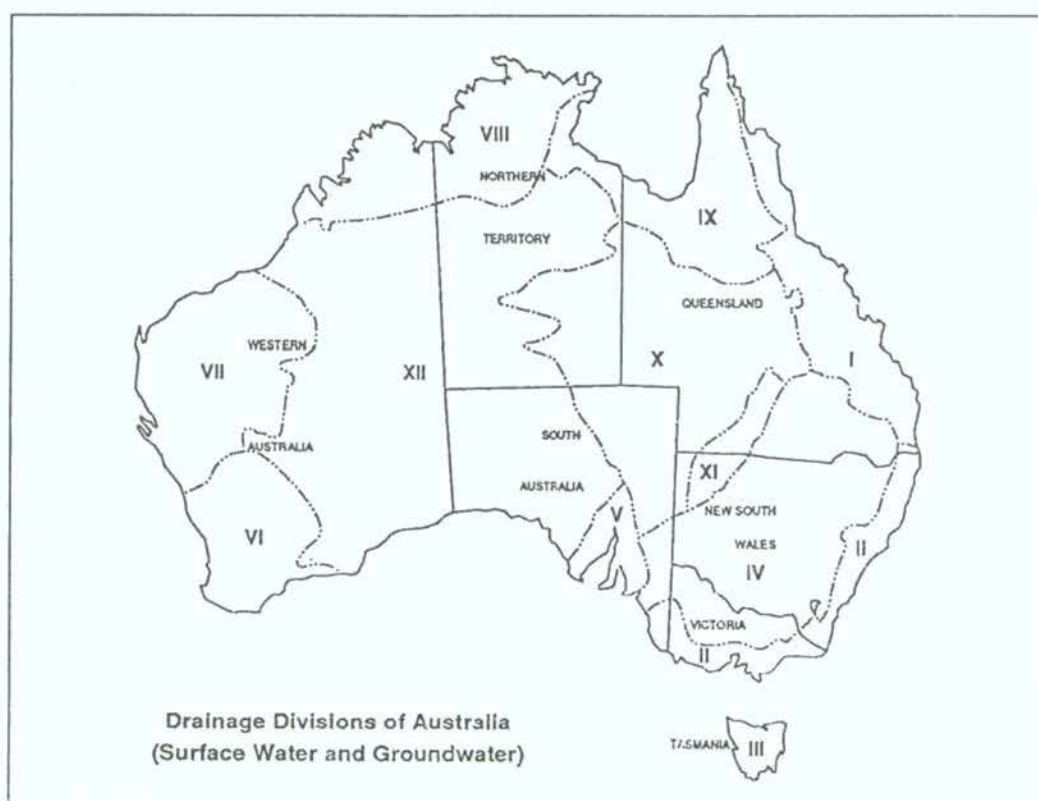 VIII
NORTHERN
IX
TERRITORY
QUEENSLAND
WESTERN
VII
XII
X
I
SOUTH
AUSTRALIA
XI
AUSTRALIA
NEW SOUTH
V
VI
WALES
II
IV
VICTORIA
II
Drainage Divisions of Australia
(Surface Water and Groundwater)
TASMANIA
III